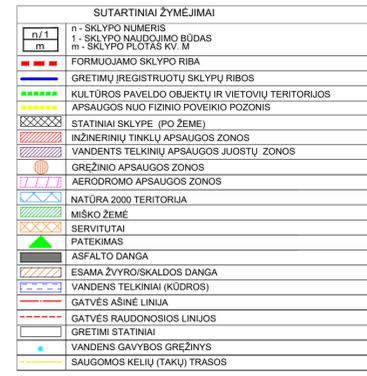 SUTARTINIAI ŽYMĖJIMAI
n/1
m
n - SKLYPO NUMERIS
1 - SKLYPO NAUDOJIMO BŪDAS
m - SKLYPO PLOTAS KV. M
FORMUOJAMO SKLYPO RIBA
GRETIMŲ ĮREGISTRUOTŲ SKLYPŲ RIBOS
KULTŪROS PAVELDO OBJEKTŲ IR VIETOVIŲ TERITORIJOS
APSAUGOS NUO FIZINIO POVEIKIO POZONIS
STATINIAI SKLYPE (PO ŽEME)
INŽINERINIŲ TINKLŲ APSAUGOS ZONOS
VANDENTS TELKINIŲ APSAUGOS JUOSTŲ ZONOS
GRĘŽINIO APSAUGOS ZONOS
AERODROMO APSAUGOS ZONOS
NATŪRA 2000 TERITORIJA
MIŠKO ŽEMĖ
SERVITUTAI
PATEKIMAS
ASFALTO DANGA
ESAMA ŽVYRO/SKALDOS DANGA
VANDENS TELKINIAI (KŪDROS)
GATVĖS AŠINĖ LINIJA
GATVĖS RAUDONOSIOS LINIJOS
GRETIMI STATINIAI
VANDENS GAVYBOS GRĘŽINYS
SAUGOMOS KELIŲ (TAKŲ) TRASOS